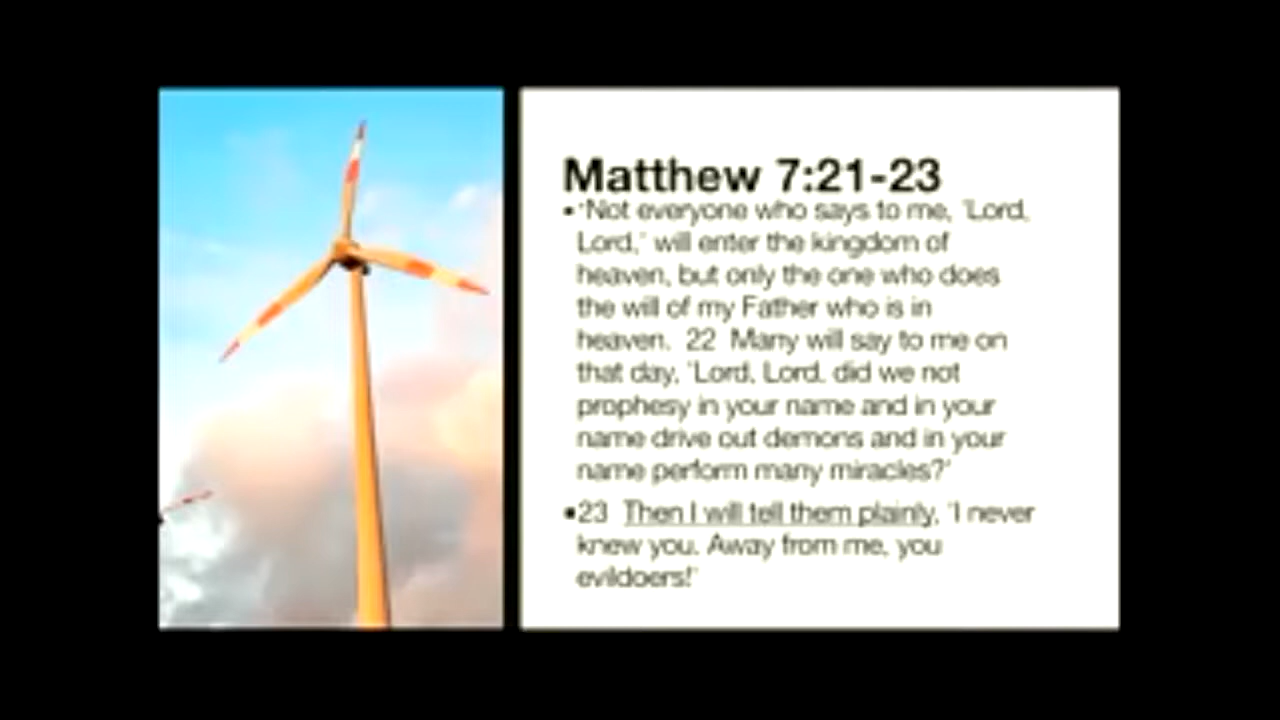 Matthew 7:21-23
•"Not everyone who says to me, 'Lord,
Lord,' will enter the kingdom of
heaven, but only the one who does
the will of my Father who is in
heaven.  22  Many will say to me on
that day, 'Lord, Lord, did we not
prophesy in your name and in your
name drive out demons and in your
name perform many miracles?'
•23  Then I will tell them plainly, 'I never
knew you. Away from me, you
evildoers!'